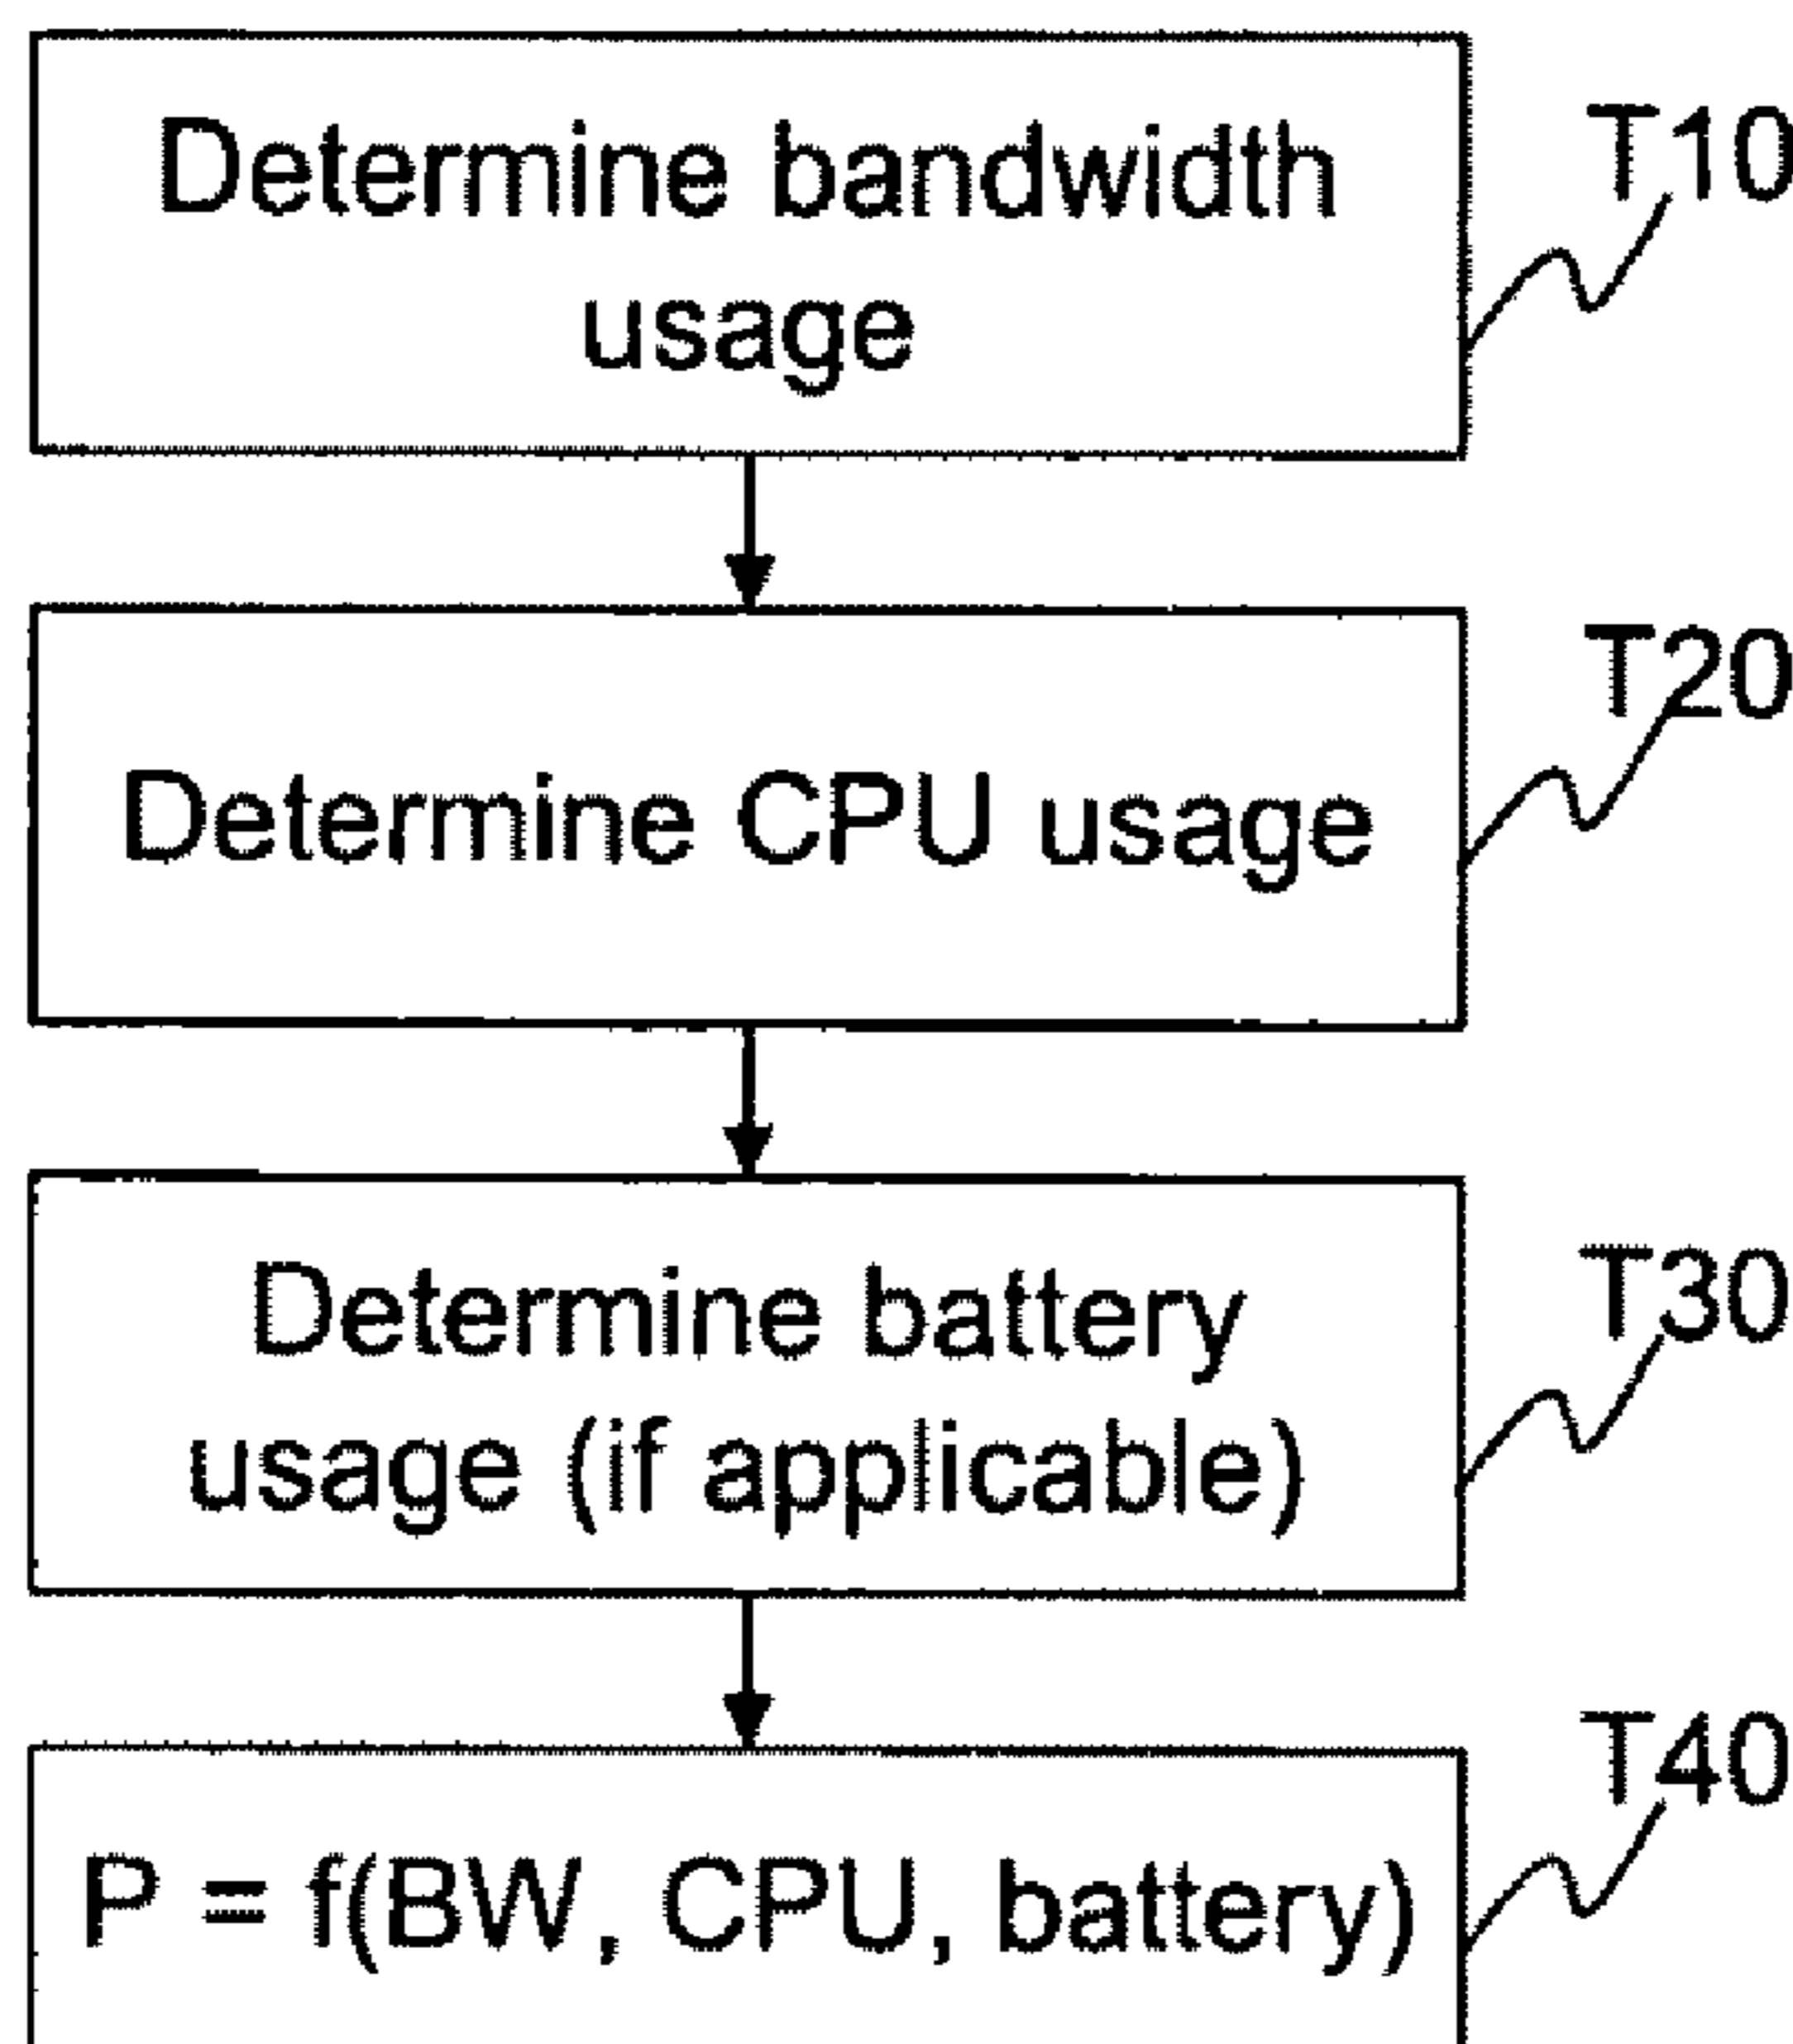 Determine bandwidth
usage
T10
Determine CPU usage
T20
Determine battery
usage (if applicable)
T30
P = f(BW, CPU, battery)
T40